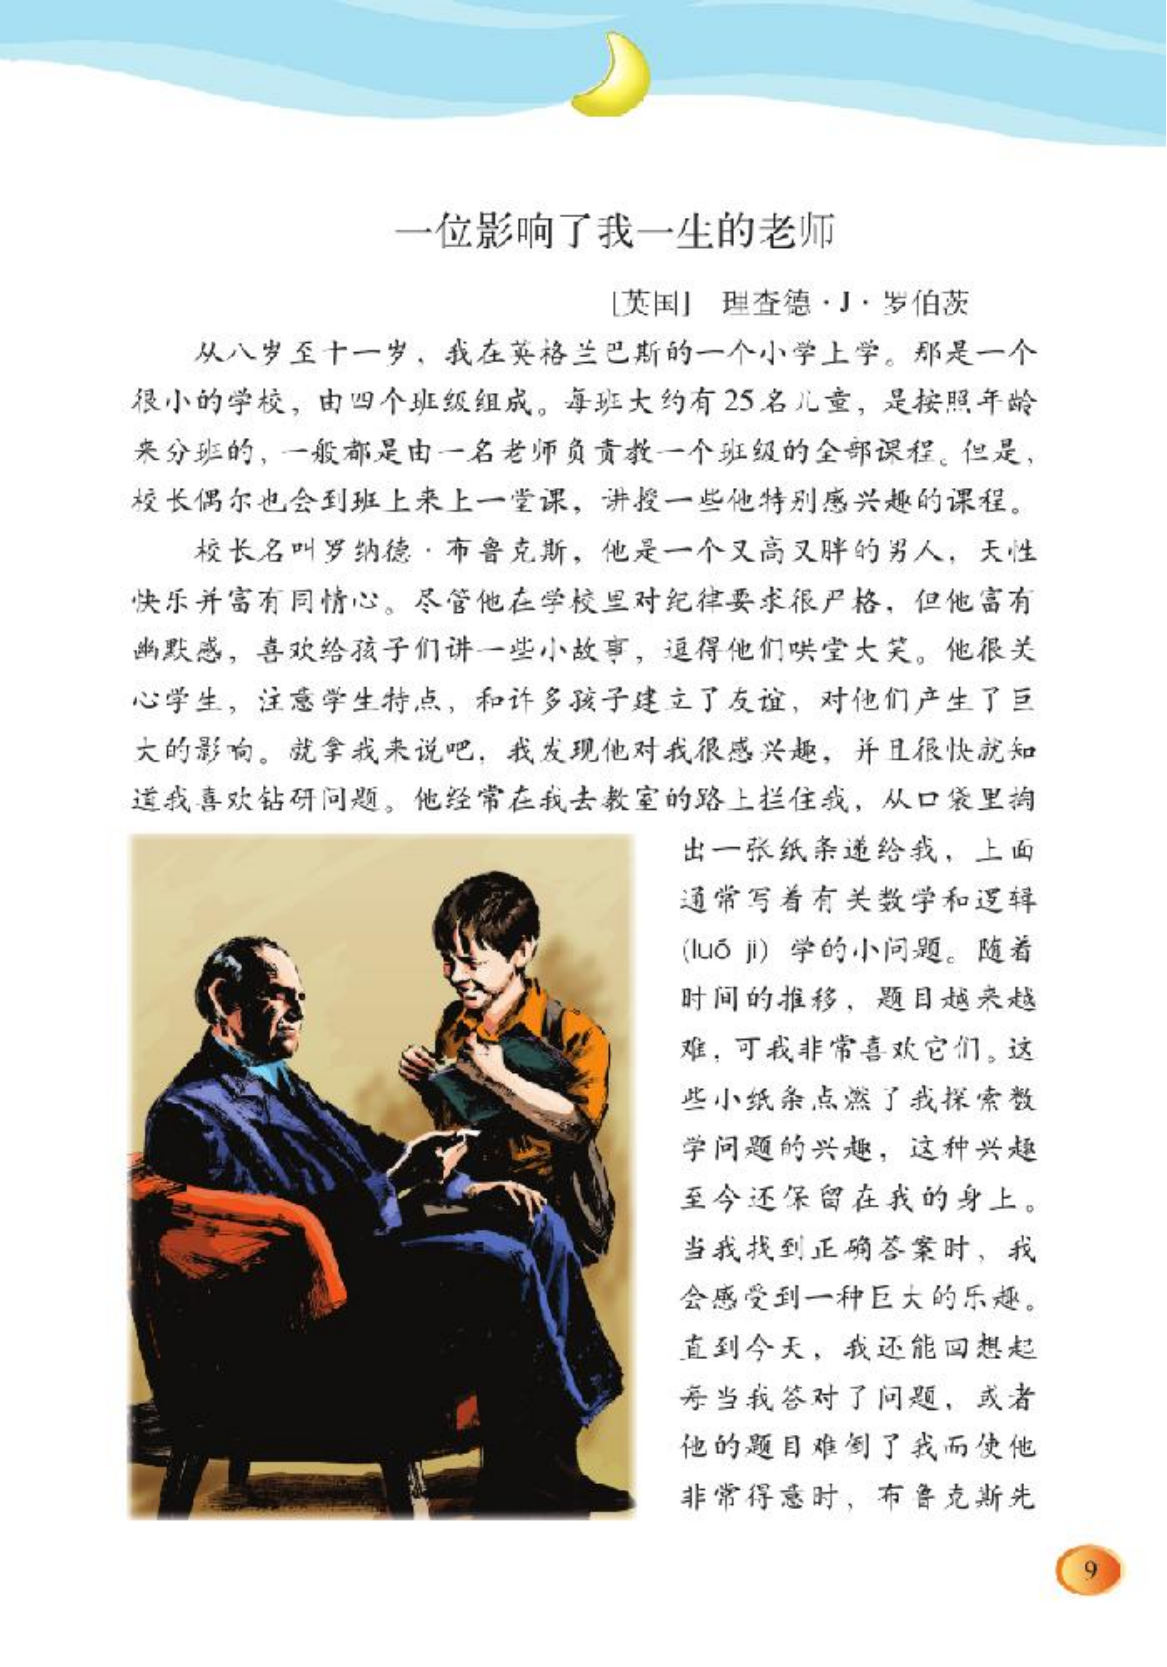 一位影响了我一生的老师
[英国] 理查德·J·罗伯茨
从八岁至十一岁，我在英格兰巴斯的一个小学上学。那是一个
很小的学校，由四个班级组成。每班大约有25名儿童，是按照年龄
来分班的，一般都是由一名老师负责教一个班级的全部课程。但是，
校长偶尔也会到班上来上一堂课，讲授一些他特别感兴趣的课程。
校长名叫罗纳德·布鲁克斯，他是一个又高又胖的男人，天性
快乐并富有同情心。尽管他在学校里对纪律要求很严格，但他富有
幽默感，喜欢给孩子们讲一些小故事，逗得他们哄堂大笑。他很关
心学生，注意学生特点，和许多孩子建立了友谊，对他们产生了巨
大的影响。就拿我来说吧，我发现他对我很感兴趣，并且很快就知
道我喜欢钻研问题。他经常在我去教室的路上拦住我，从口袋里掏
出一张纸条递给我，上面
通常写着有关数学和逻辑
(luó ji) 学的小问题。随着
时间的推移，题目越来越
难，可我非常喜欢它们。这
些小纸条点燃了我探索数
学问题的兴趣，这种兴趣
至今还保留在我的身上。
当我找到正确答案时，我
会感受到一种巨大的乐趣。
直到今天，我还能回想起
每当我答对了问题，或者
他的题目难倒了我而使他
非常得意时，布鲁克斯先
9